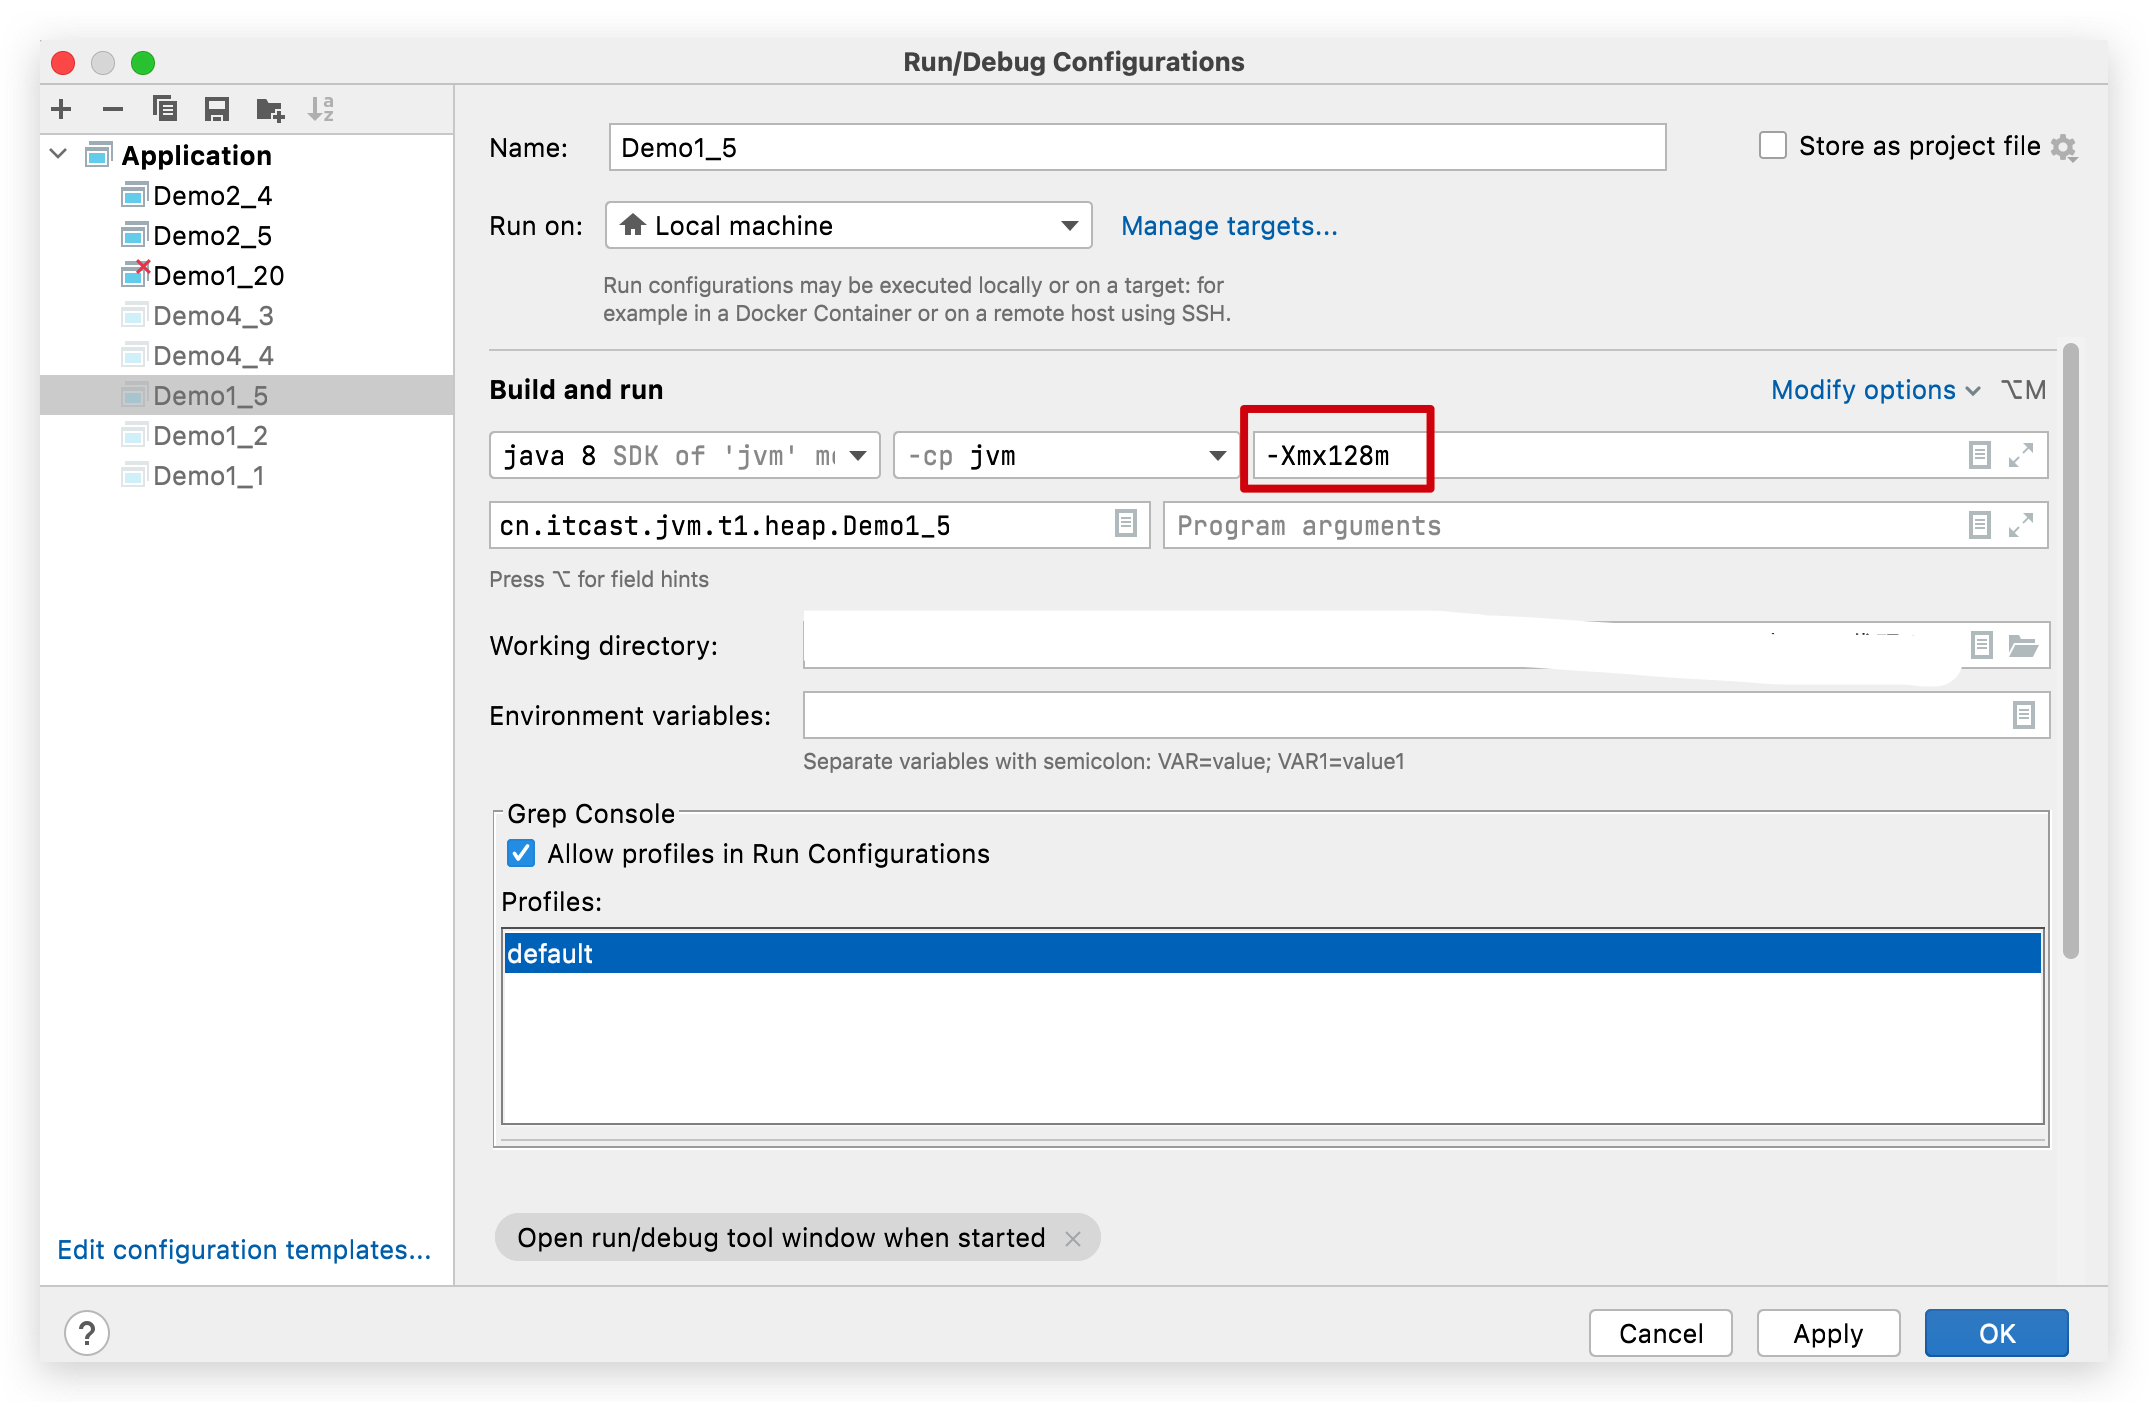 Run/Debug Configurations
Application
Demo2_4
Demo2_5
Demo1_20
Demo4_3
Demo4_4
Demo1_5
Demo1_2
Demo1_1
Edit configuration templates...
Name: Demo1_5
Store as project file
Run on: Local machine
Manage targets...
Run configurations may be executed locally or on a target: for
example in a Docker Container or on a remote host using SSH.
Build and run
Modify options ⌥M
java 8 SDK of 'jvm' -cp jvm -Xmx128m
cn.itcast.jvm.t1.heap.Demo1_5 Program arguments
Press ⌥ for field hints
Working directory:
Environment variables:
Separate variables with semicolon: VAR=value; VAR1=value1
Grep Console
Allow profiles in Run Configurations
Profiles:
default
Open run/debug tool window when started
?
Cancel Apply OK